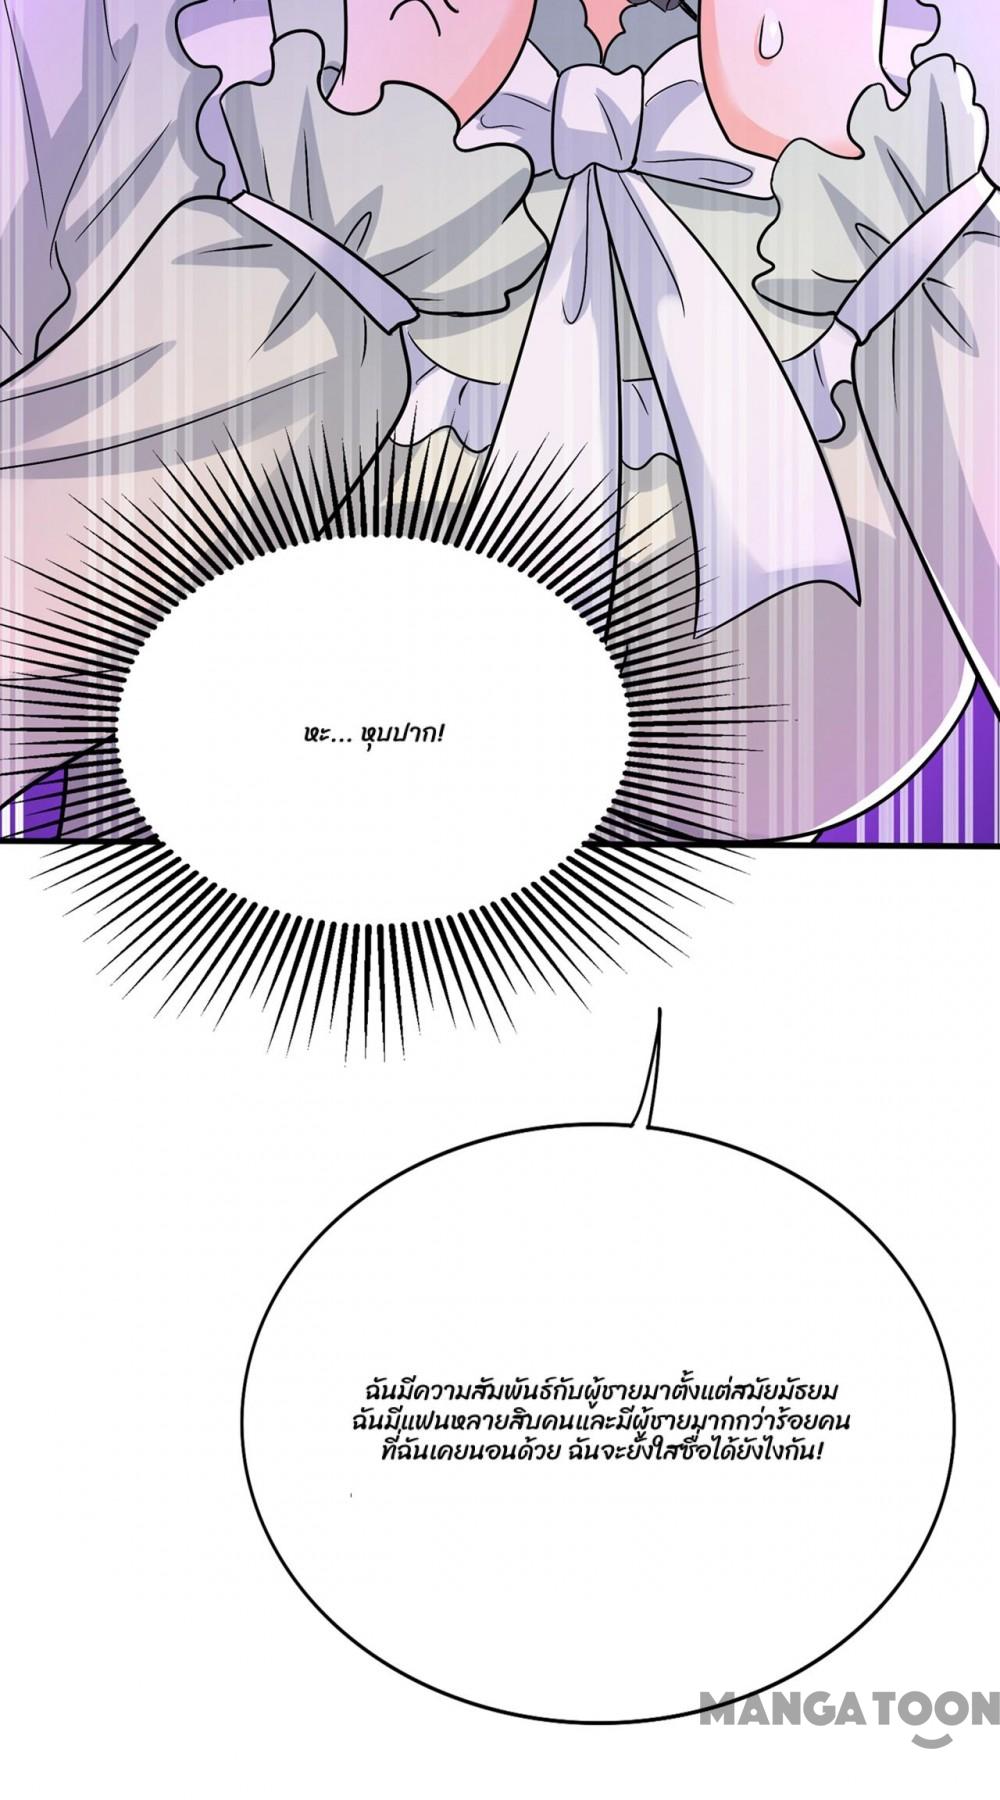 หะ... หุบปาก!
ฉันมีความสัมพันธ์กับผู้ชายมาตั้งแต่สมัยมัธยม
ฉันมีแฟนหลายสิบคนและมีผู้ชายมากกว่าร้อยคน
ที่ฉันเคยนอนด้วย ฉันจะยังใสซื่อได้ยังไงกัน!
MANGATOON